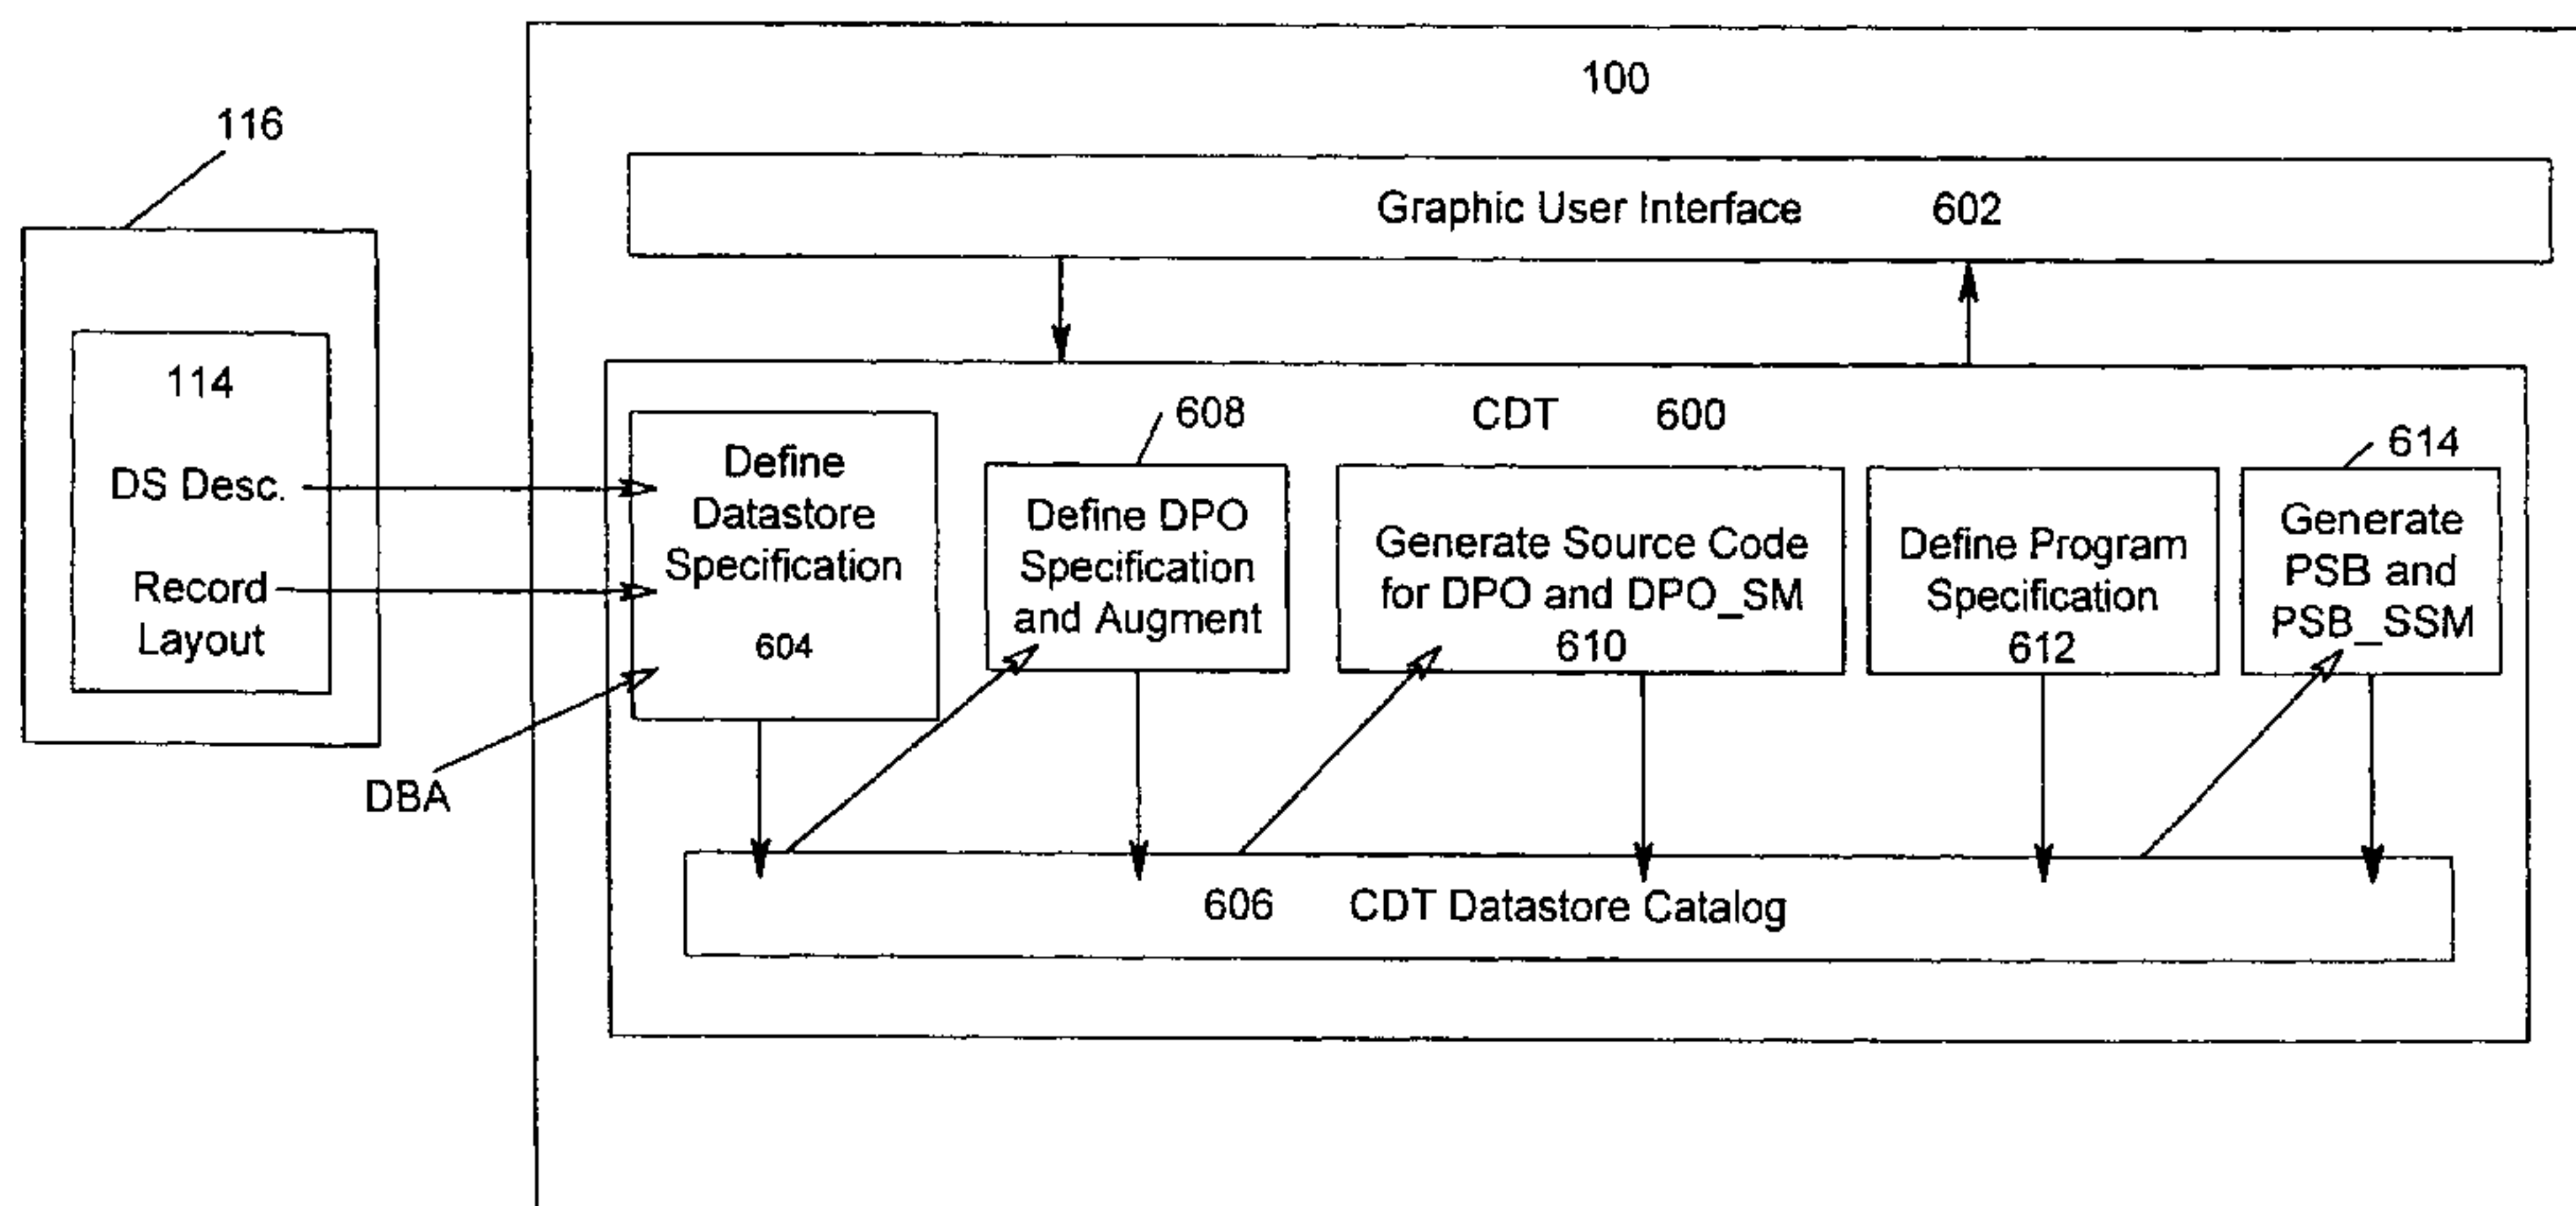 100
116
Graphic User Interface 602
114
DS Desc.
Record
Layout
DBA
CDT 600
Define
Datastore
Specification
604
608
Define DPO
Specification
and Augment
Generate Source Code
for DPO and DPO_SM
610
Define Program
Specification
612
614
Generate
PSB and
PSB_SSM
606 CDT Datastore Catalog